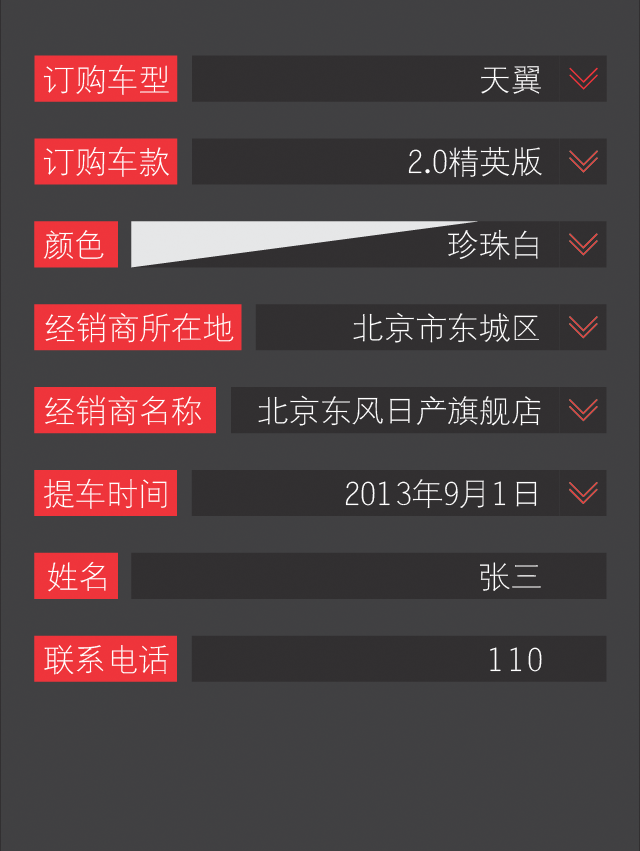 订购车型 天翼
订购车款 2.0精英版
颜色 珍珠白
经销商所在地 北京市东城区
经销商名称 北京东风日产旗舰店
提车时间 2013年9月1日
姓名 张三
联系电话 110